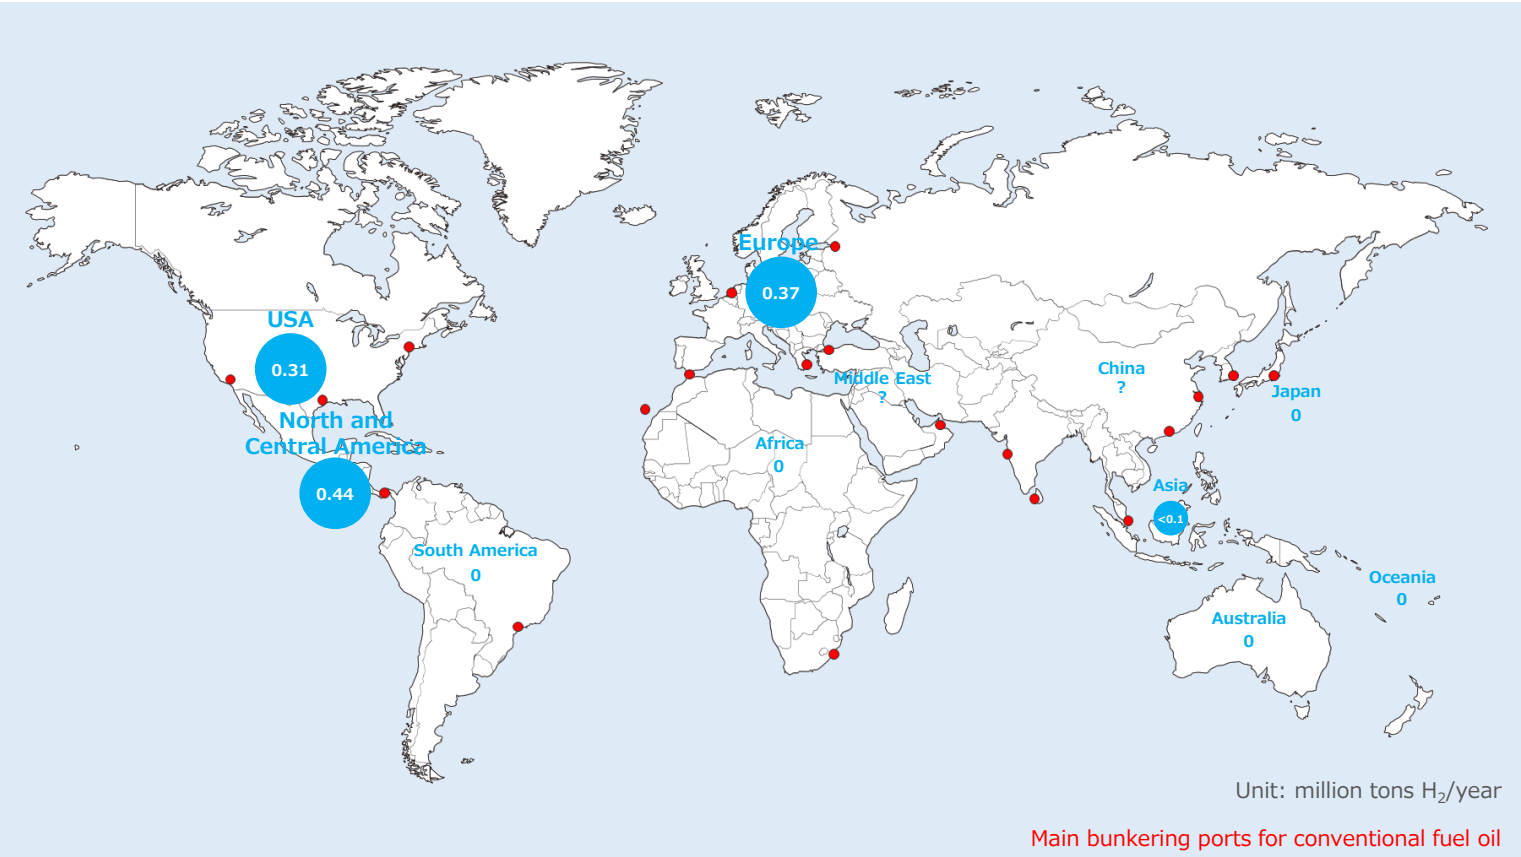 Europe
0.37
USA
0.31
North and
Central America
0.44
Middle East
?
China
?
Japan
0
Africa
0
Asia
<0.1
South America
0
Oceania
0
Australia
0
Unit: million tons H₂/year
Main bunkering ports for conventional fuel oil